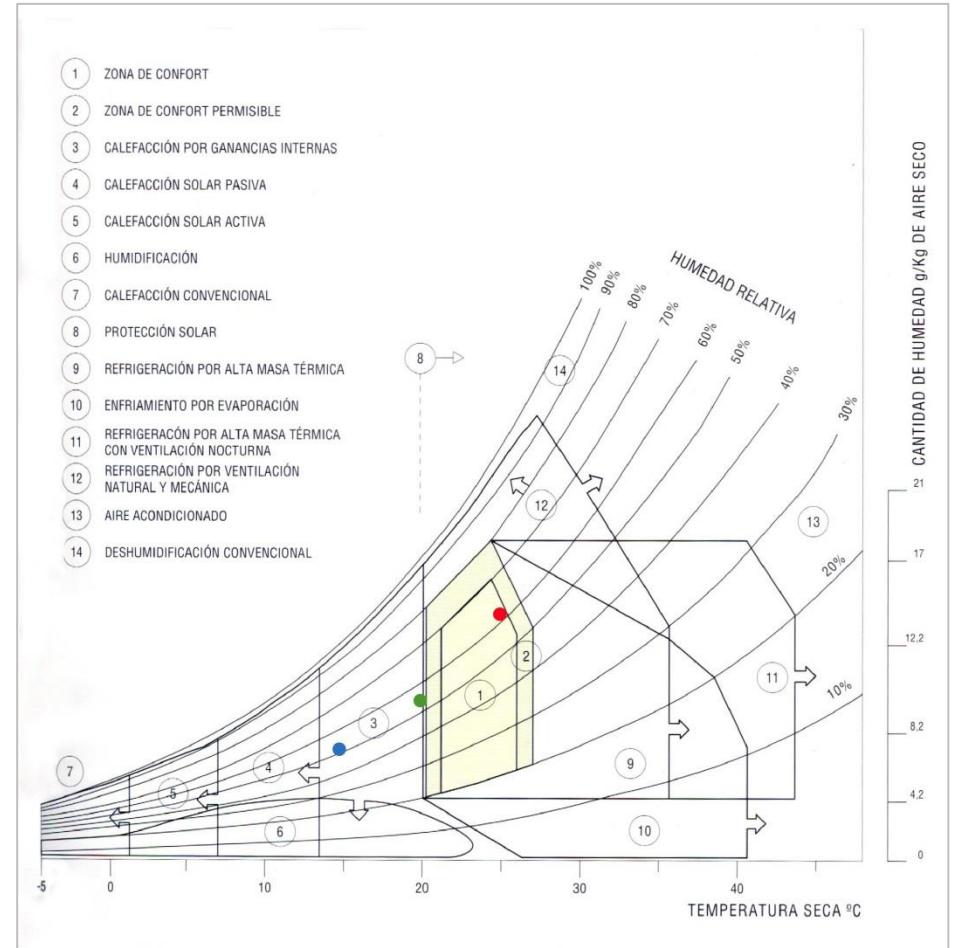 1 ZONA DE CONFORT
2 ZONA DE CONFORT PERMISIBLE
3 CALEFACCIÓN POR GANANCIAS INTERNAS
4 CALEFACCIÓN SOLAR PASIVA
5 CALEFACCIÓN SOLAR ACTIVA
6 HUMIDIFICACIÓN
7 CALEFACCIÓN CONVENCIONAL
8 PROTECCIÓN SOLAR
9 REFRIGERACIÓN POR ALTA MASA TÉRMICA
10 ENFRIAMIENTO POR EVAPORACIÓN
11 REFRIGERACÓN POR ALTA MASA TÉRMICA
CON VENTILACIÓN NOCTURNA
12 REFRIGERACIÓN POR VENTILACIÓN
NATURAL Y MECÁNICA
13 AIRE ACONDICIONADO
14 DESHUMIDIFICACIÓN CONVENCIONAL
HUMEDAD RELATIVA
100%
90%
80%
70%
60%
50%
40%
30%
20%
10%
8
14
12
13
2
11
1
3
4
7
5
9
6
10
CANTIDAD DE HUMEDAD g/Kg DE AIRE SECO
21
17
12,2
8,2
4,2
0
-5
0
10
20
30
40
TEMPERATURA SECA ºC